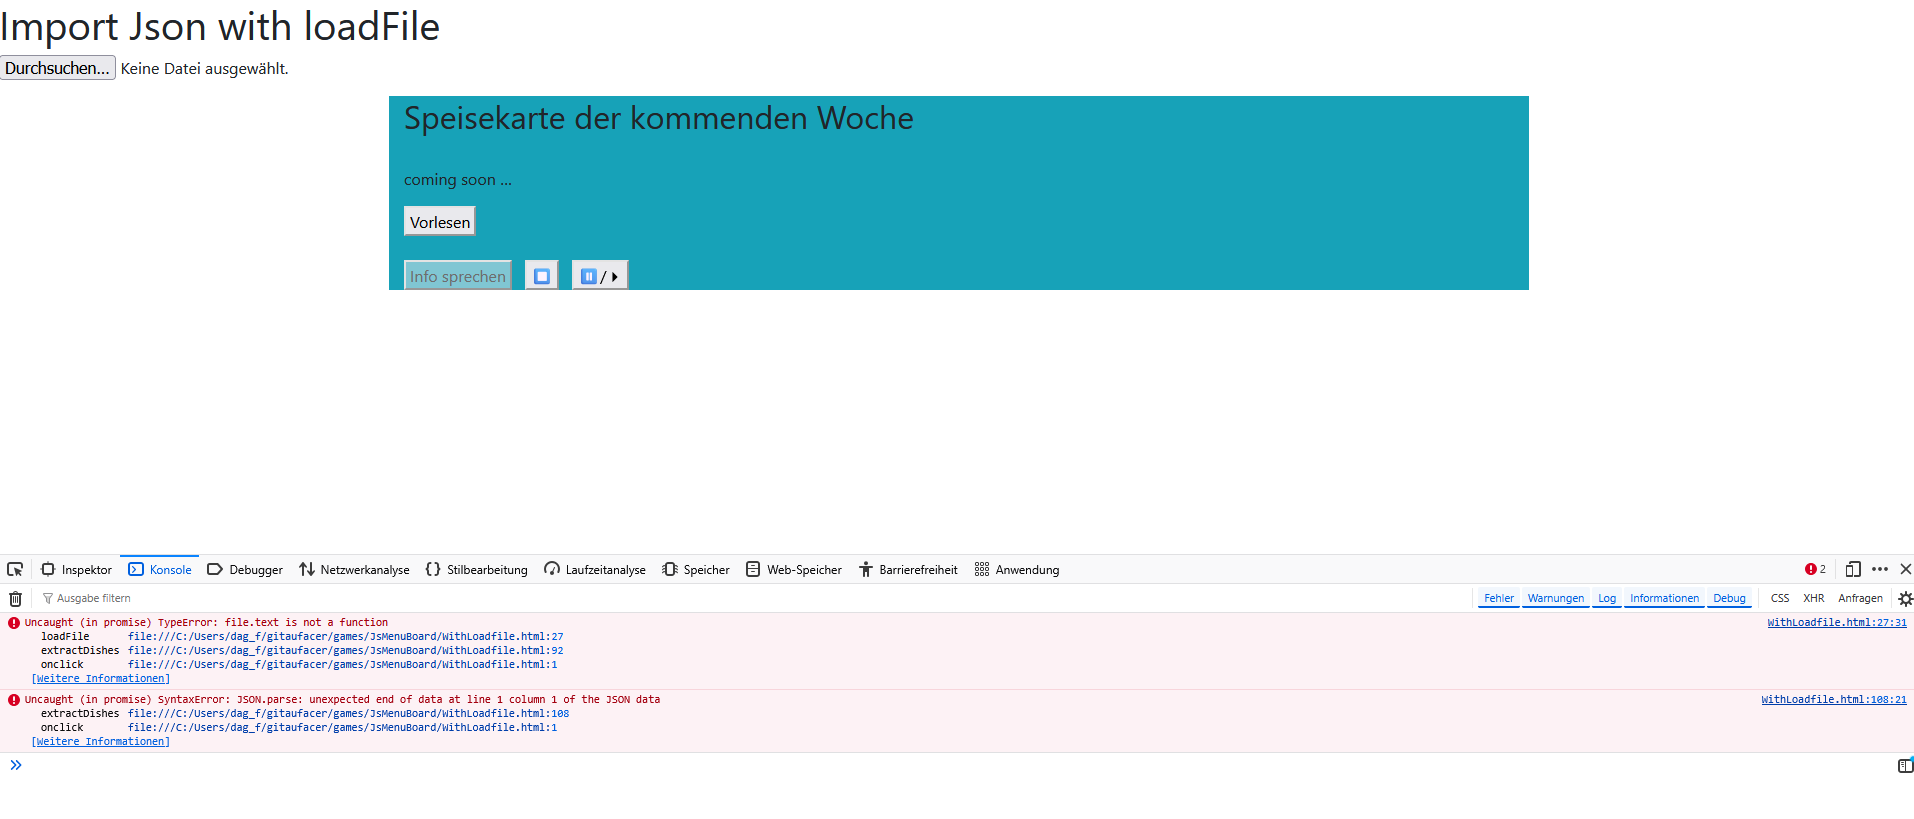 Import Json with loadFile
Durchsuchen... Keine Datei ausgewählt.
Speisekarte der kommenden Woche
coming soon ...
Vorlesen
Info sprechen /
Inspektor Konsole Debugger Netzwerkanalyse Stilbearbeitung Laufzeitanalyse Speicher Web-Speicher Barrierefreiheit Anwendung 2
Ausgabe filtern Fehler Warnungen Log Informationen Debug CSS XHR Anfragen
Uncaught (in promise) TypeError: file.text is not a function WithLoadfile.html:27:31
loadFile file:///C:/Users/dag_f/gitaufacer/games/JsMenuBoard/WithLoadfile.html:27
extractDishes file:///C:/Users/dag_f/gitaufacer/games/JsMenuBoard/WithLoadfile.html:92
onclick file:///C:/Users/dag_f/gitaufacer/games/JsMenuBoard/WithLoadfile.html:1
[Weitere Informationen]
Uncaught (in promise) SyntaxError: JSON.parse: unexpected end of data at line 1 column 1 of the JSON data WithLoadfile.html:108:21
extractDishes file:///C:/Users/dag_f/gitaufacer/games/JsMenuBoard/WithLoadfile.html:108
onclick file:///C:/Users/dag_f/gitaufacer/games/JsMenuBoard/WithLoadfile.html:1
[Weitere Informationen]